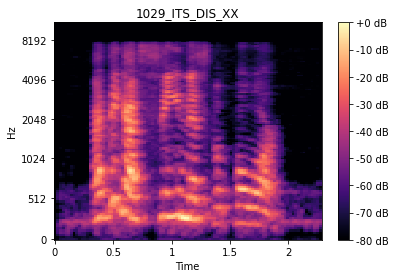 1029_ITS_DIS_XX
+0 dB
8192
-10 dB
4096
-20 dB
-30 dB
2048
Hz
-40 dB
1024
-50 dB
512
-60 dB
-70 dB
0
-80 dB
0
0.5
1
1.5
2
Time